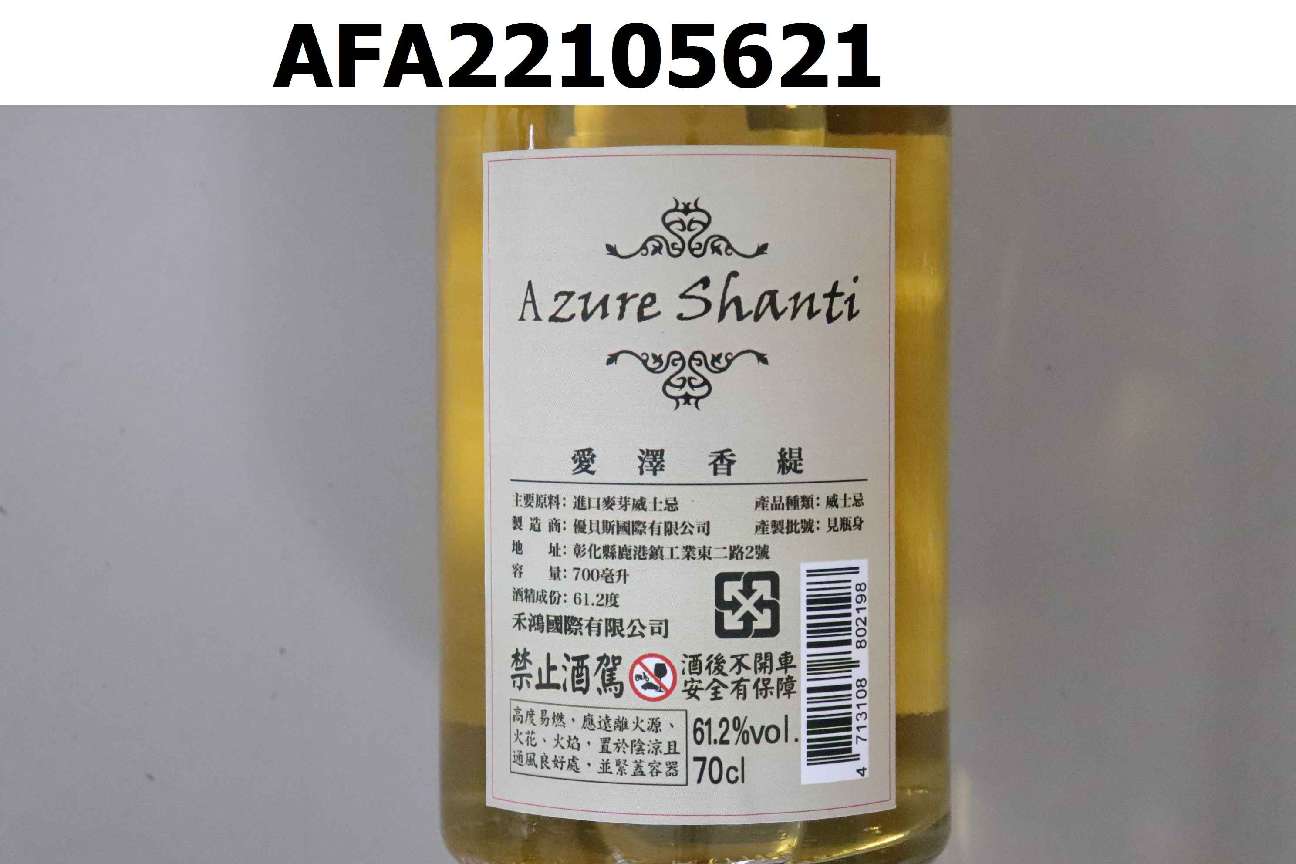 AFA22105621
Azure Shanti
愛澤香緹
主要原料：進口麥芽威士忌 產品種類：威士忌
製造商：優貝斯國際有限公司 產製批號：見瓶身
地址：彰化縣鹿港鎮工業東二路2號
容量：700毫升
酒精成份：61.2度
禾鴻國際有限公司
禁止酒駕 酒後不開車
安全有保障
高度易燃，應遠離火源、
火花、火焰，置於陰涼且
通風良好處，並緊蓋容器
61.2%vol.
70cl
4 713108 802198